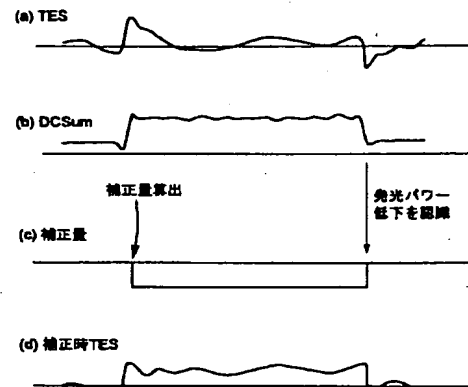 (a) TES
(b) DCSum
補正量算出
発光パワー
低下を認識
(c) 補正量
(d) 補正時TES